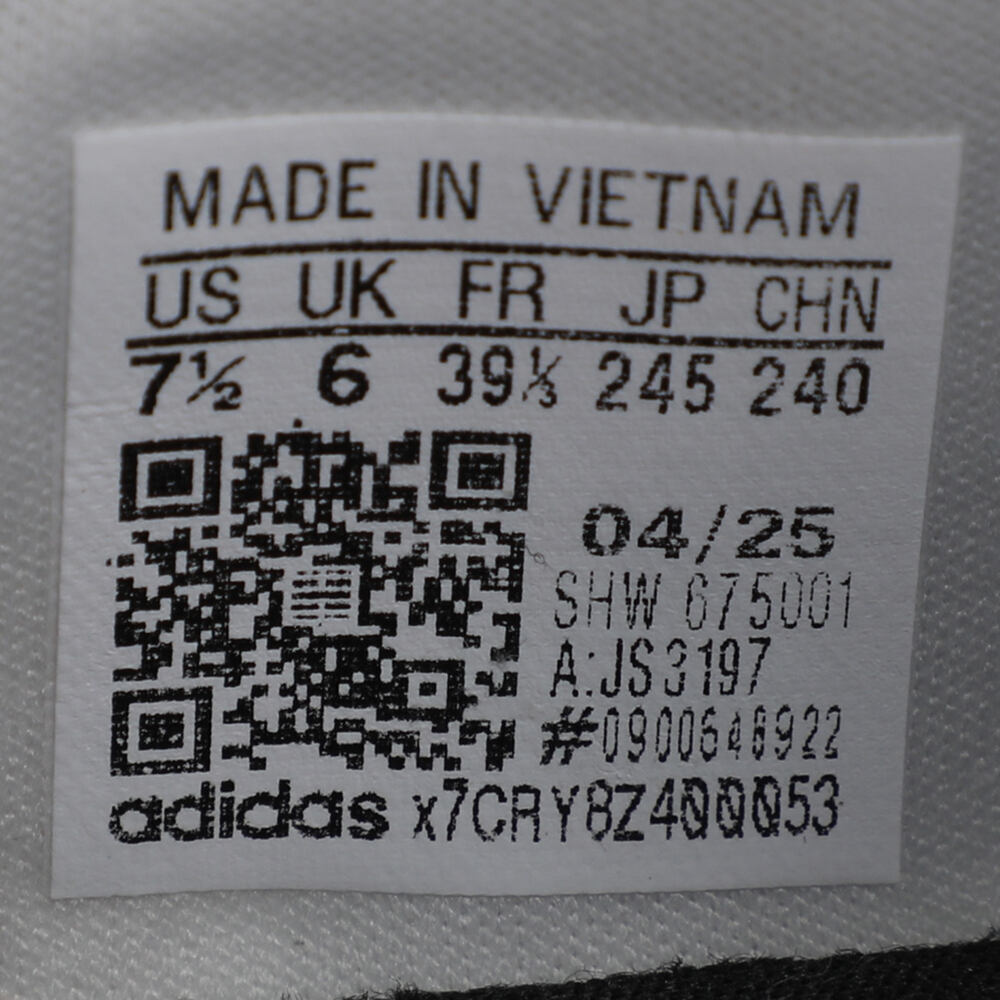 MADE IN VIETNAM
US UK FR JP CHN
7½ 6 39⅓ 245 240
04/25
SHW 675001
A:JS3197
#0900648922
adidas x7CRY8Z400053